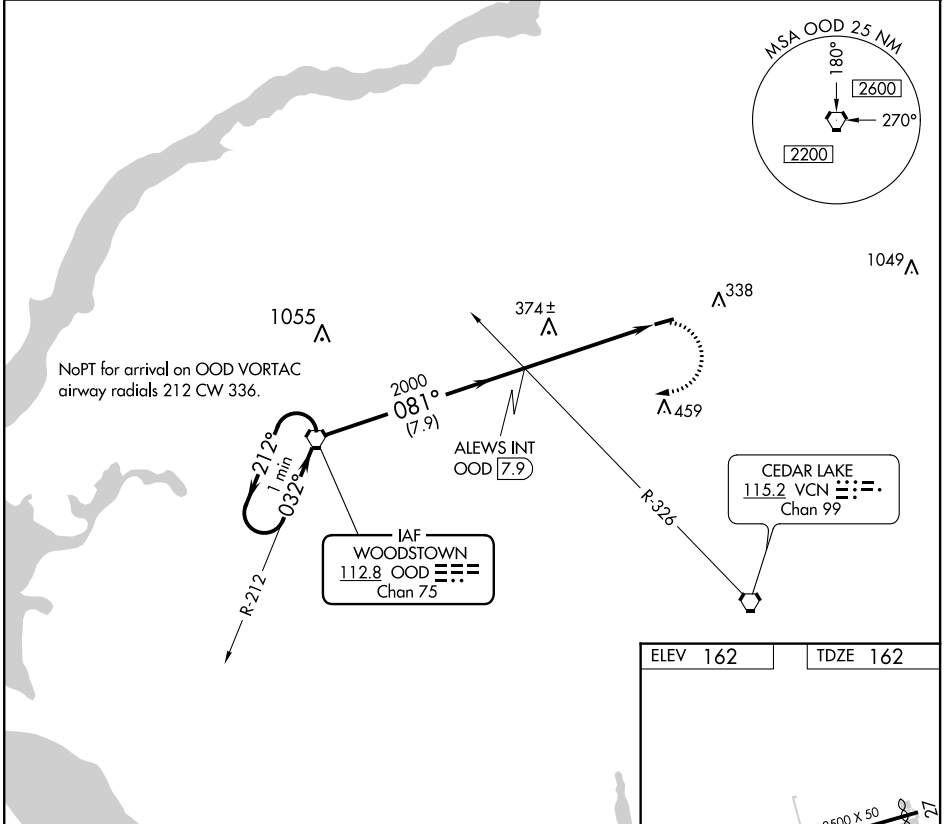 MSA OOD 25 NM
180°
2600
270°
2200
1049
338
374±
1055
NoPT for arrival on OOD VORTAC
airway radials 212 CW 336.
2000
081°
(7.9)
459
ALEWS INT
OOD 7.9
212°
1 min
032°
R-326
CEDAR LAKE
115.2 VCN
Chan 99
IAF
WOODSTOWN
112.8 OOD
Chan 75
R-212
ELEV 162
TDZE 162
3500 X 50
27